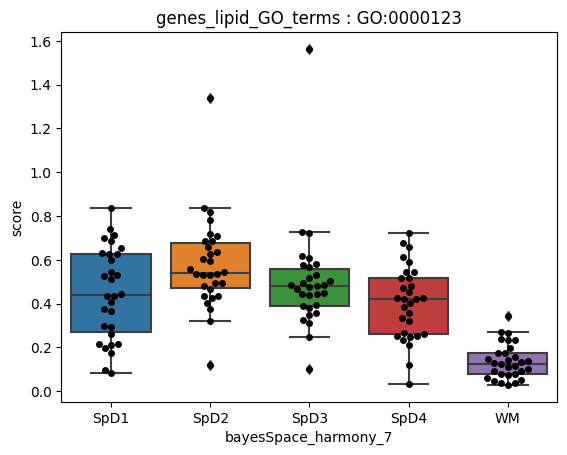 genes_lipid_GO_terms : GO:0000123
1.6
1.4
1.2
1.0
0.8
0.6
0.4
0.2
0.0
score
SpD1 SpD2 SpD3 SpD4 WM
bayesSpace_harmony_7